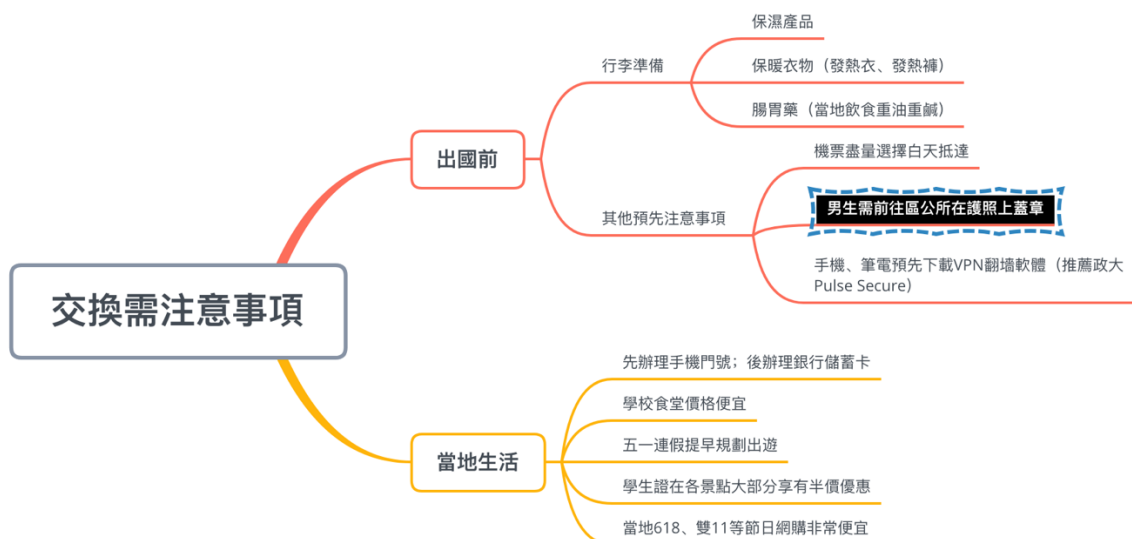 交換需注意事項
出國前
行李準備
保濕產品
保暖衣物（發熱衣、發熱褲）
腸胃藥（當地飲食重油重鹹）
其他預先注意事項
機票盡量選擇白天抵達
男生需前往區公所在護照上蓋章
手機、筆電預先下載VPN翻墻軟體（推薦政大
Pulse Secure）
當地生活
先辦理手機門號；後辦理銀行儲蓄卡
學校食堂價格便宜
五一連假提早規劃出遊
學生證在各景點大部分享有半價優惠
當地618、雙11等節日網購非常便宜